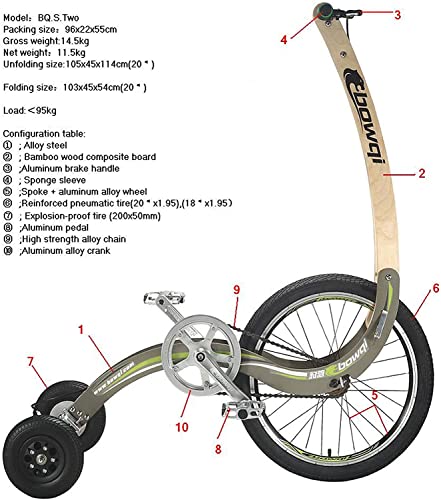 Model: BQ.S.Two
Packing size: 96x22x55cm
Gross weight:14.5kg
Net weight: 11.5kg
Unfolding size:105x45x114cm(20＂)
Folding size: 103x45x54cm(20＂)
Load:＜95kg
Configuration table:
① ;Alloy steel
② ; Bamboo wood composite board
③ ;Aluminum brake handle
④ ; Sponge sleeve
⑤ ;Spoke + aluminum alloy wheel
⑥ ;Reinforced pneumatic tire(20＂x1.95),(18＂x1.95)
⑦ ; Explosion-proof tire (200x50mm)
⑧ ;Aluminum pedal
⑨ ;High strength alloy chain
⑩ ;Aluminum alloy crank
4
3
bowqi
2
9
6
1
www.bowqi.com
bowqi
7
5
10
8